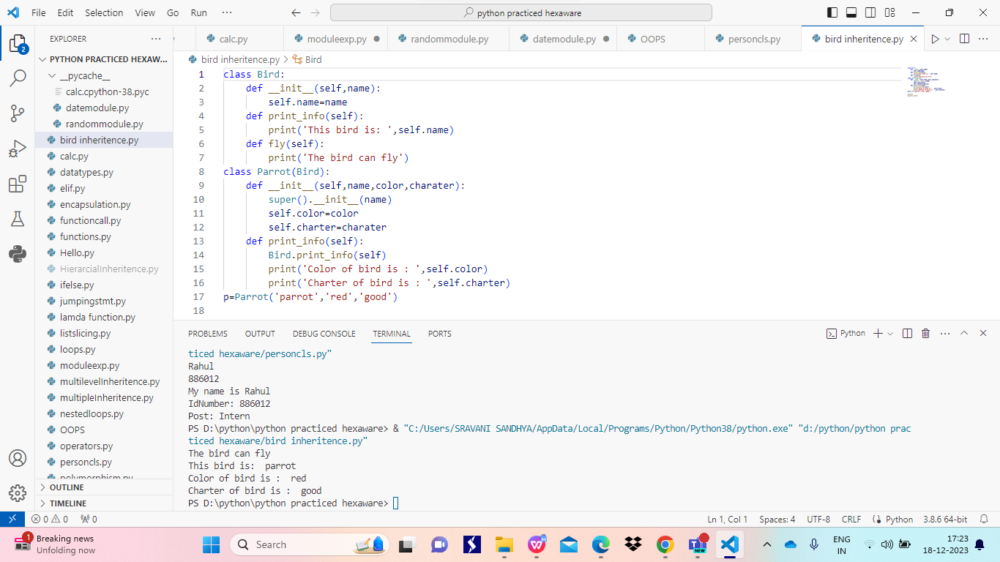 File Edit Selection View Go Run ···
python practiced hexaware
EXPLORER ···
calc.py moduleexp.py randommodule.py datemodule.py OOPS personcls.py bird inheritence.py
PYTHON PRACTICED HEXAW...
__pycache__
calc.cpython-38.pyc
datemodule.py
randommodule.py
bird inheritence.py
calc.py
datatypes.py
elif.py
encapsulation.py
functioncall.py
functions.py
Hello.py
HierarcialInheritence.py
ifelse.py
jumpingstmt.py
lamda function.py
listslicing.py
loops.py
moduleexp.py
multilevelInheritence.py
multipleInheritence.py
nestedloops.py
OOPS
operators.py
personcls.py
polymorphism.py
OUTLINE
TIMELINE
2
bird inheritence.py > Bird
1 class Bird:
2     def __init__(self,name):
3         self.name=name
4     def print_info(self):
5         print('This bird is: ',self.name)
6     def fly(self):
7         print('The bird can fly')
8 class Parrot(Bird):
9     def __init__(self,name,color,charater):
10         super().__init__(name)
11         self.color=color
12         self.charter=charater
13     def print_info(self):
14         Bird.print_info(self)
15         print('Color of bird is : ',self.color)
16         print('Charter of bird is : ',self.charter)
17 p=Parrot('parrot','red','good')
18
PROBLEMS OUTPUT DEBUG CONSOLE TERMINAL PORTS
Python
ticed hexaware/personcls.py"
Rahul
886012
My name is Rahul
IdNumber: 886012
Post: Intern
PS D:\python\python practiced hexaware> & "C:/Users/SRAVANI SANDHYA/AppData/Local/Programs/Python/Python38/python.exe" "d:/python/python prac
ticed hexaware/bird inheritence.py"
The bird can fly
This bird is:  parrot
Color of bird is :  red
Charter of bird is :  good
PS D:\python\python practiced hexaware>
0 0 0
Ln 1, Col 1 Spaces: 4 UTF-8 CRLF Python 3.8.6 64-bit
1
Breaking news
Unfolding now
Search
NEW
ENG
IN
17:23
18-12-2023